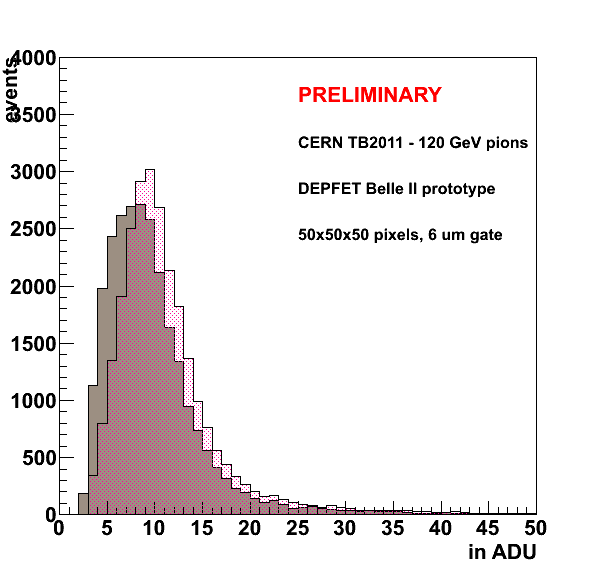 events
4000
3500
3000
2500
2000
1500
1000
500
0
PRELIMINARY
CERN TB2011 - 120 GeV pions
DEPFET Belle II prototype
50x50x50 pixels, 6 um gate
0 5 10 15 20 25 30 35 40 45 50
in ADU